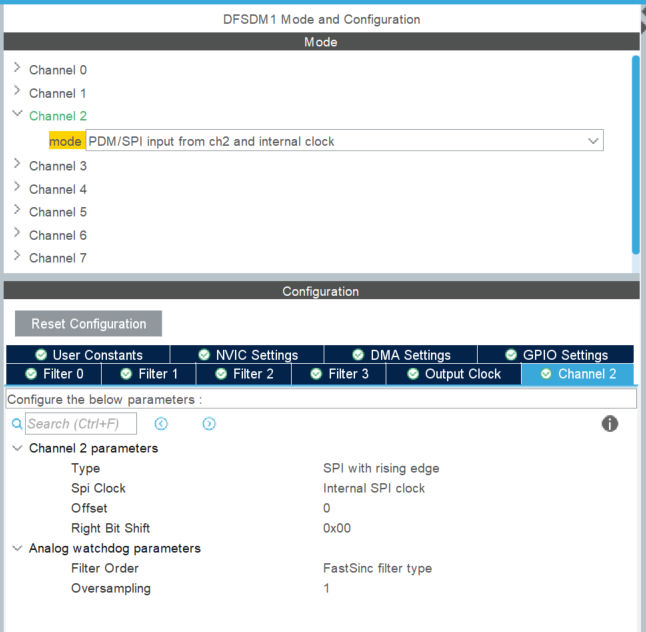 DFSDM1 Mode and Configuration
Mode
Channel 0
Channel 1
Channel 2
mode PDM/SPI input from ch2 and internal clock
Channel 3
Channel 4
Channel 5
Channel 6
Channel 7
Configuration
Reset Configuration
User Constants NVIC Settings DMA Settings GPIO Settings
Filter 0 Filter 1 Filter 2 Filter 3 Output Clock Channel 2
Configure the below parameters :
Search (Ctrl+F)
Channel 2 parameters
Type SPI with rising edge
Spi Clock Internal SPI clock
Offset 0
Right Bit Shift 0x00
Analog watchdog parameters
Filter Order FastSinc filter type
Oversampling 1